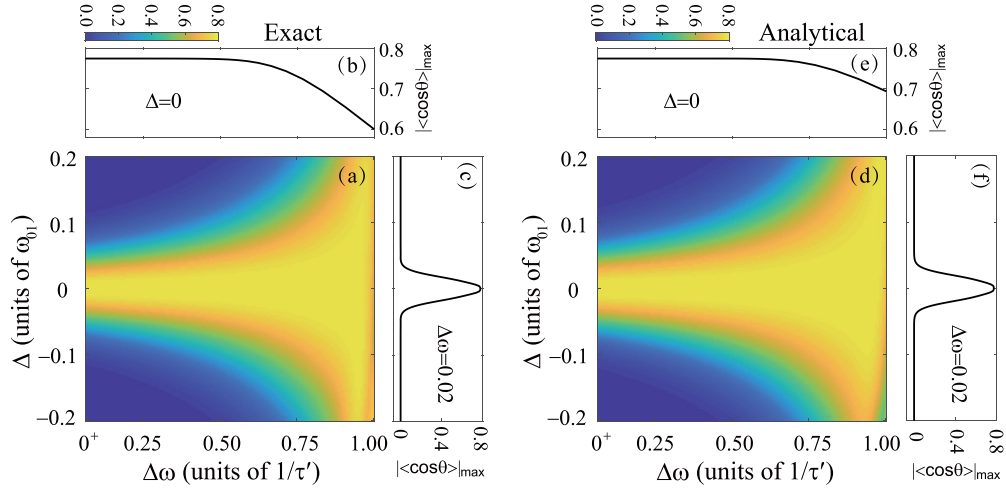 0.0 0.2 0.4 0.6 0.8
Exact
(b)
Δ=0
0.8
0.7
0.6
|<cosθ>|max
0.2
0.1
0
−0.1
−0.2
Δ (units of ω01)
(a)
0+ 0.25 0.50 0.75 1.00
Δω (units of 1/τ′)
(c)
Δω=0.02
0 0.4 0.8
|<cosθ>|max
0.0 0.2 0.4 0.6 0.8
Analytical
(e)
Δ=0
0.8
0.7
0.6
|<cosθ>|max
0.2
0.1
0
−0.1
−0.2
Δ (units of ω01)
(d)
0+ 0.25 0.50 0.75 1.00
Δω (units of 1/τ′)
(f)
Δω=0.02
0 0.4 0.8
|<cosθ>|max